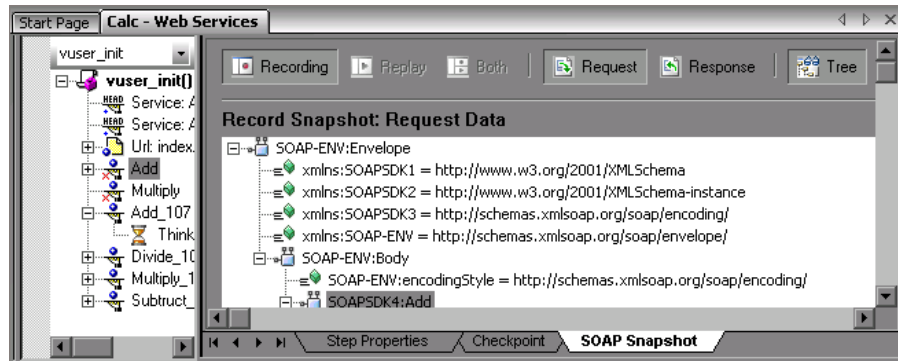 Start Page Calc - Web Services
vuser_init
vuser_init()
HEAD Service: A
HEAD Service: A
Url: index.
Add
Multiply
Add_107
Think
Divide_10
Multiply_1
Subtruct_
Recording Replay Both Request Response Tree
Record Snapshot: Request Data
SOAP-ENV:Envelope
xmlns:SOAPSDK1 = http://www.w3.org/2001/XMLSchema
xmlns:SOAPSDK2 = http://www.w3.org/2001/XMLSchema-instance
xmlns:SOAPSDK3 = http://schemas.xmlsoap.org/soap/encoding/
xmlns:SOAP-ENV = http://schemas.xmlsoap.org/soap/envelope/
SOAP-ENV:Body
SOAP-ENV:encodingStyle = http://schemas.xmlsoap.org/soap/encoding/
SOAPSDK4:Add
Step Properties Checkpoint SOAP Snapshot